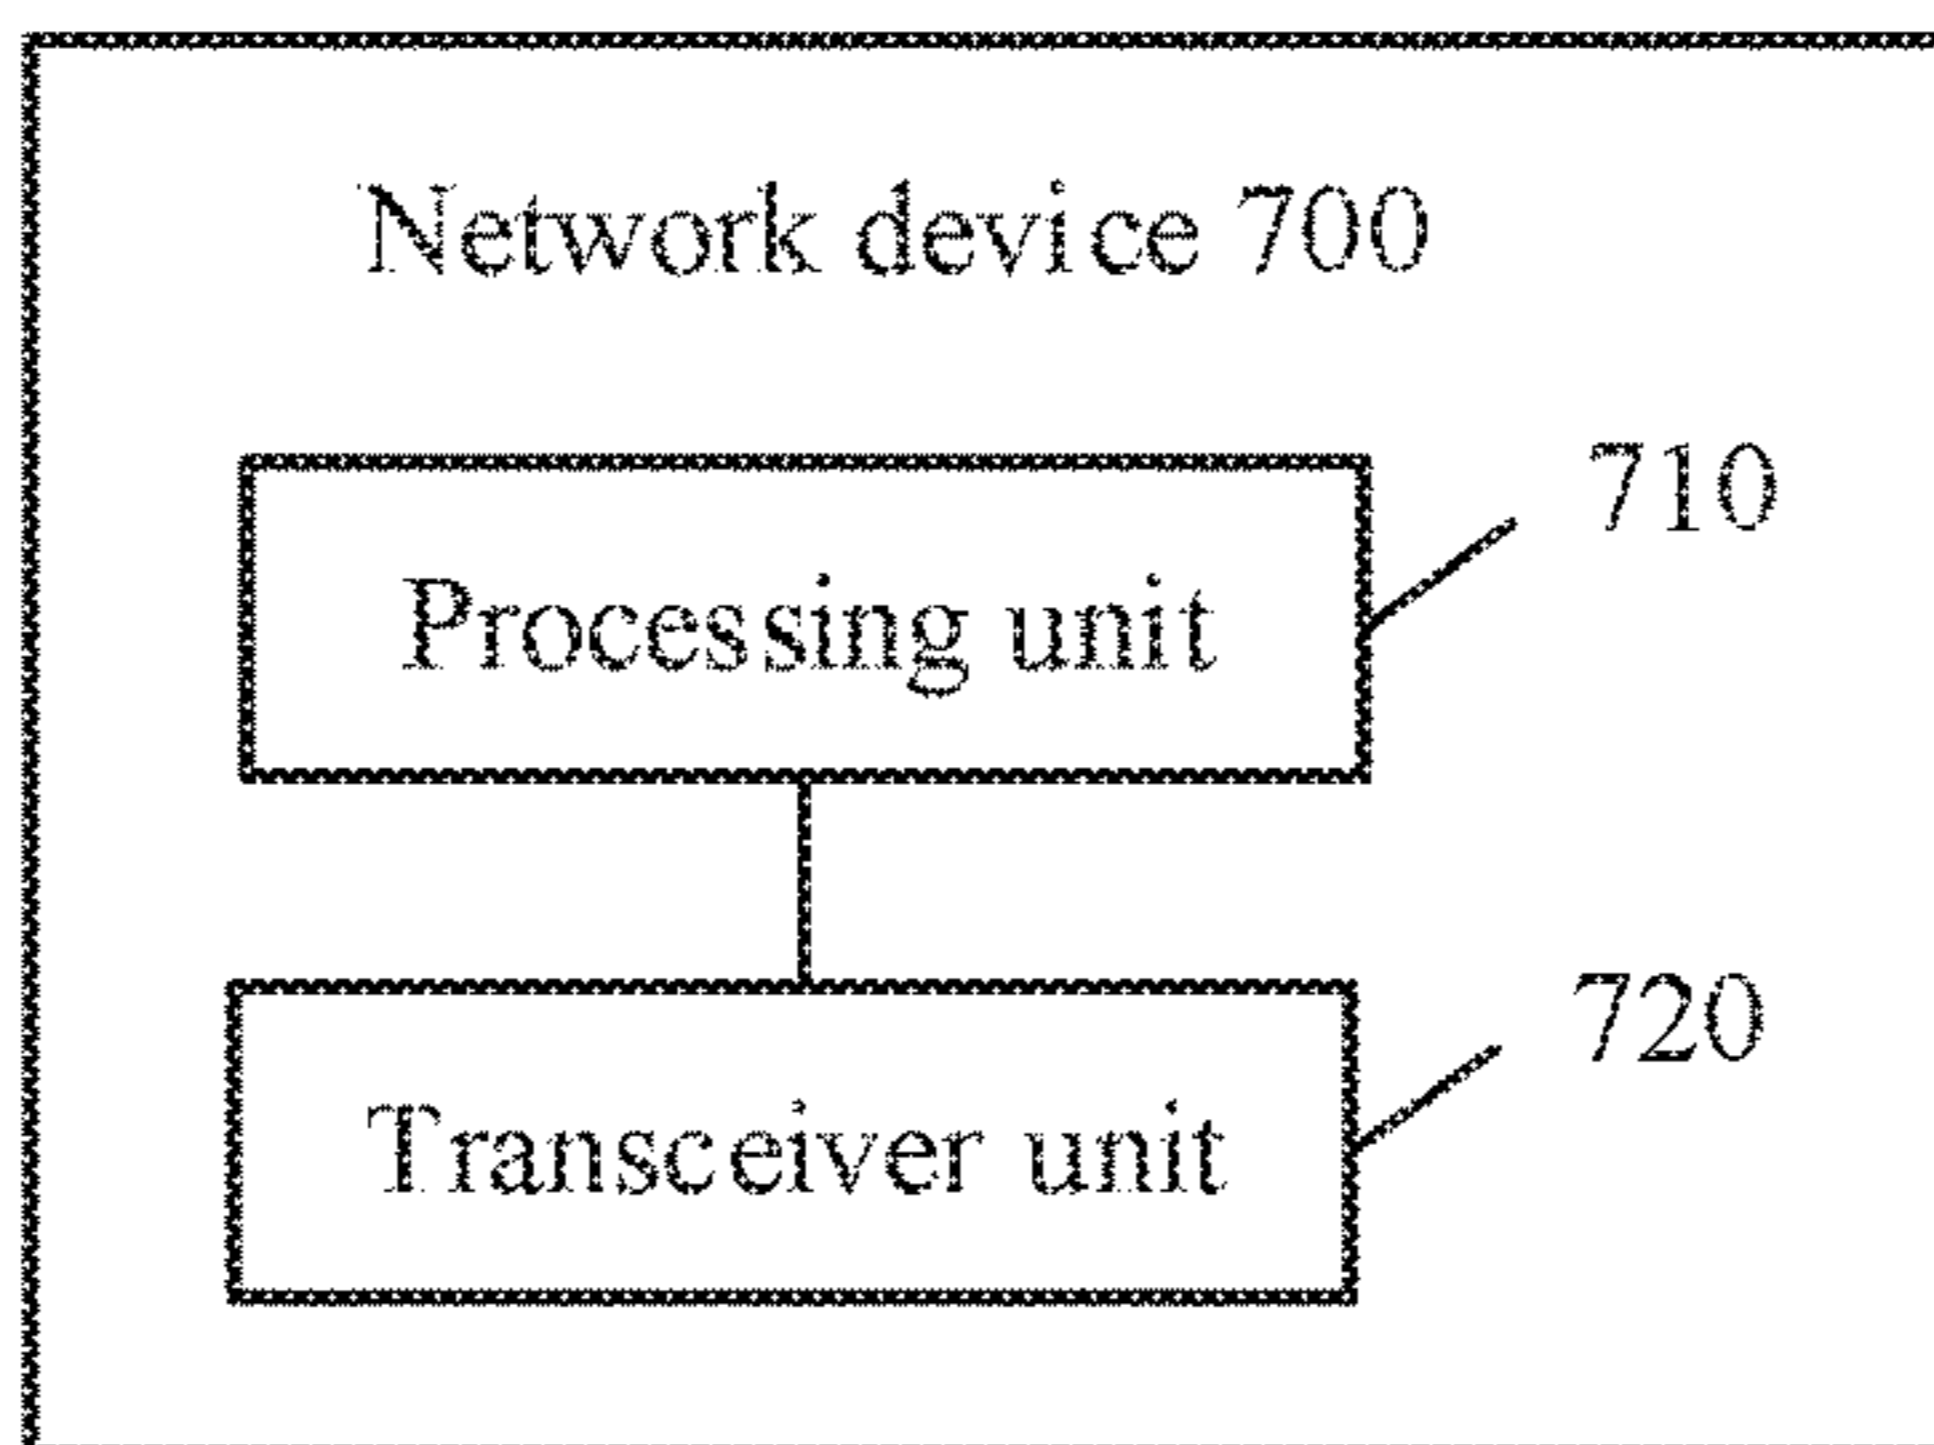 Network device 700
710
Processing unit
720
Transceiver unit